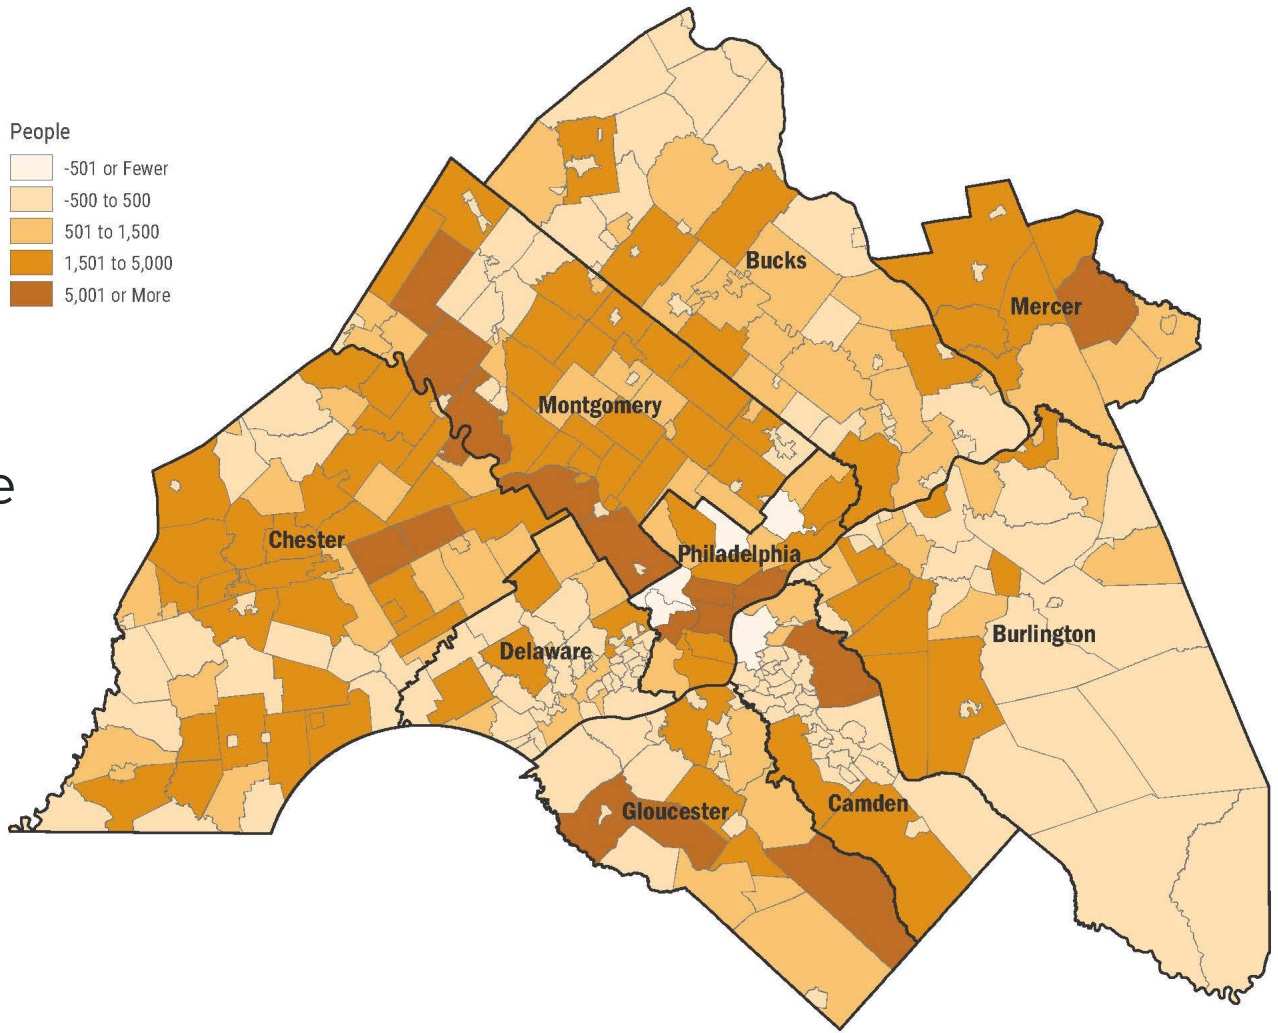 People
-501 or Fewer
-500 to 500
501 to 1,500
1,501 to 5,000
5,001 or More
Bucks
Mercer
Montgomery
e
Chester
Philadelphia
Burlington
Delaware
Camden
Gloucester